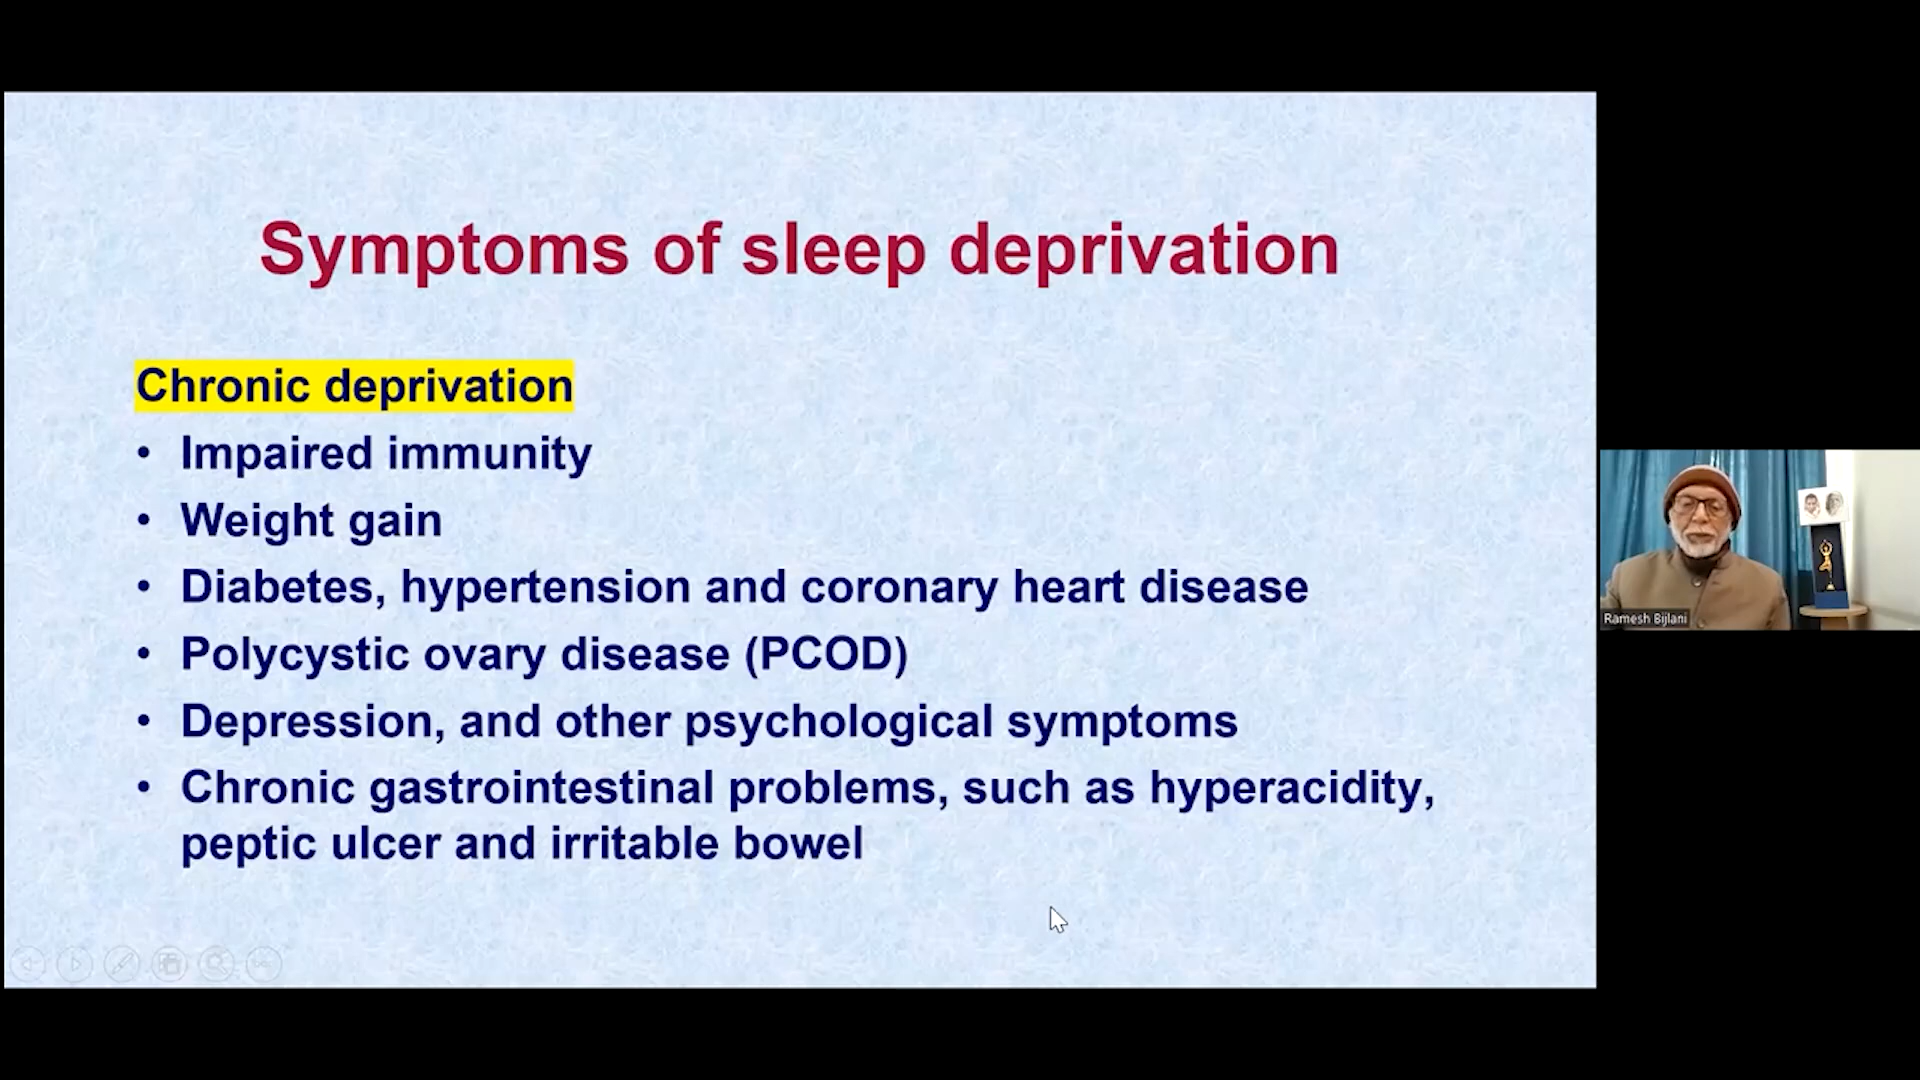 Symptoms of sleep deprivation
Chronic deprivation
• Impaired immunity
• Weight gain
• Diabetes, hypertension and coronary heart disease
• Polycystic ovary disease (PCOD)
• Depression, and other psychological symptoms
• Chronic gastrointestinal problems, such as hyperacidity,
peptic ulcer and irritable bowel
Ramesh Bijlani